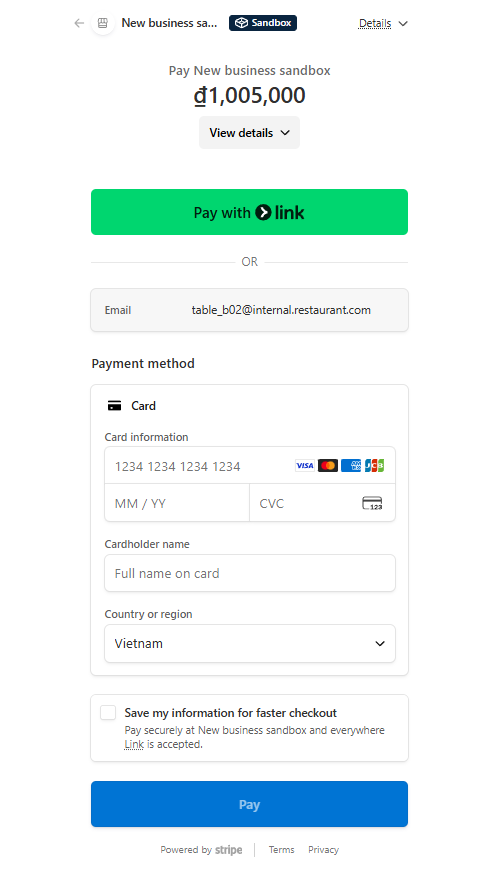 New business sa... Sandbox Details
Pay New business sandbox
₫1,005,000
View details
Pay with link
OR
Email table_b02@internal.restaurant.com
Payment method
Card
Card information
1234 1234 1234 1234 VISA AMEX JCB
MM / YY CVC 123
Cardholder name
Full name on card
Country or region
Vietnam
Save my information for faster checkout
Pay securely at New business sandbox and everywhere
Link is accepted.
Pay
Powered by stripe Terms Privacy